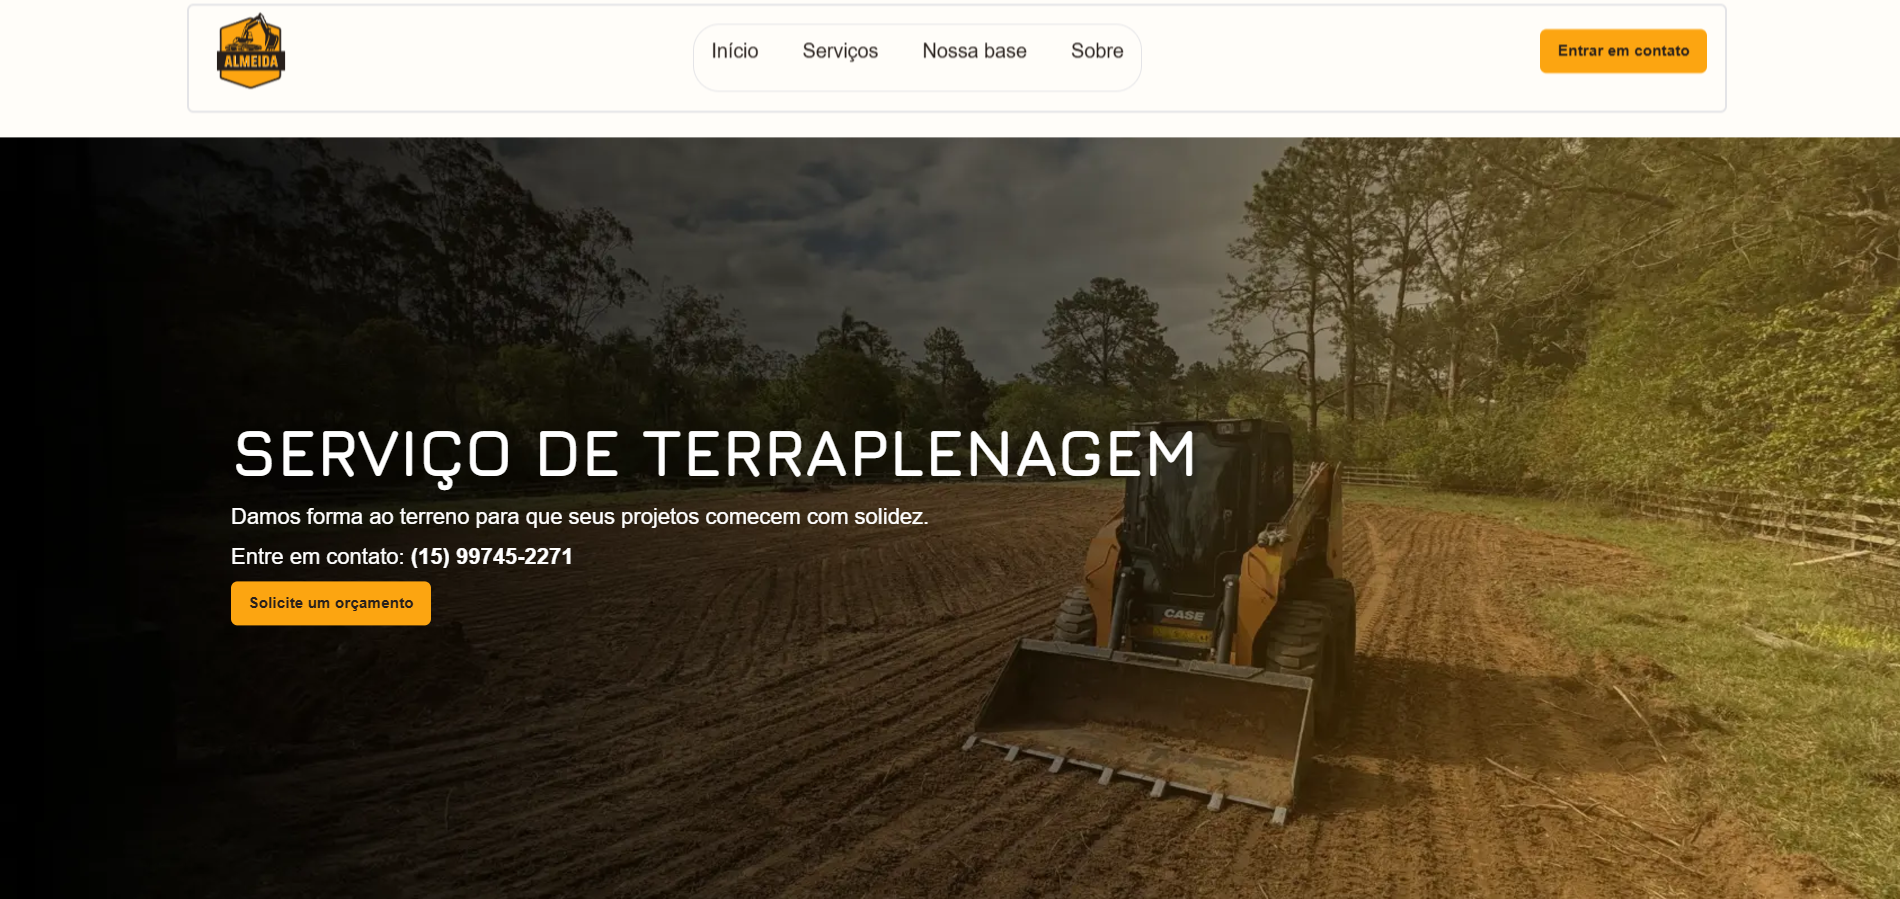 ALMEIDA
Início Serviços Nossa base Sobre
Entrar em contato
SERVIÇO DE TERRAPLENAGEM
Damos forma ao terreno para que seus projetos comecem com solidez.
Entre em contato: (15) 99745-2271
Solicite um orçamento
CASE